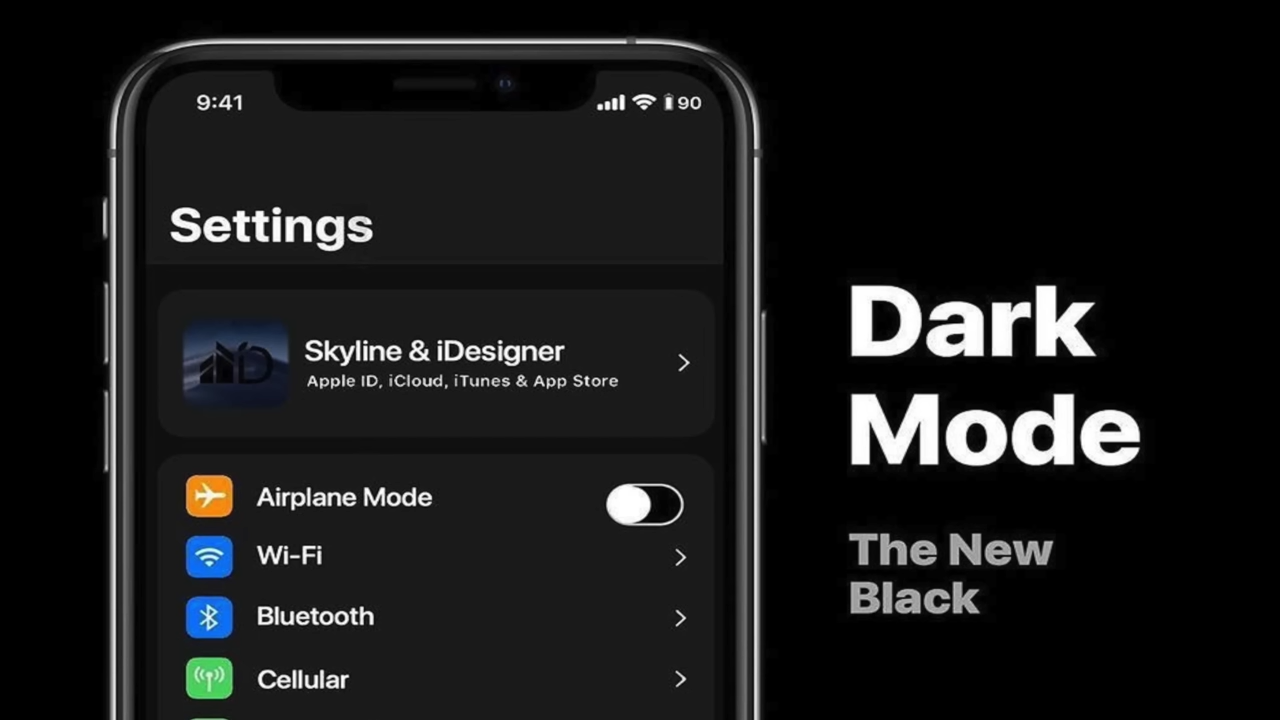 9:41
90
Settings
Skyline & iDesigner
Apple ID, iCloud, iTunes & App Store
Airplane Mode
Wi-Fi
Bluetooth
Cellular
Dark
Mode
The New
Black